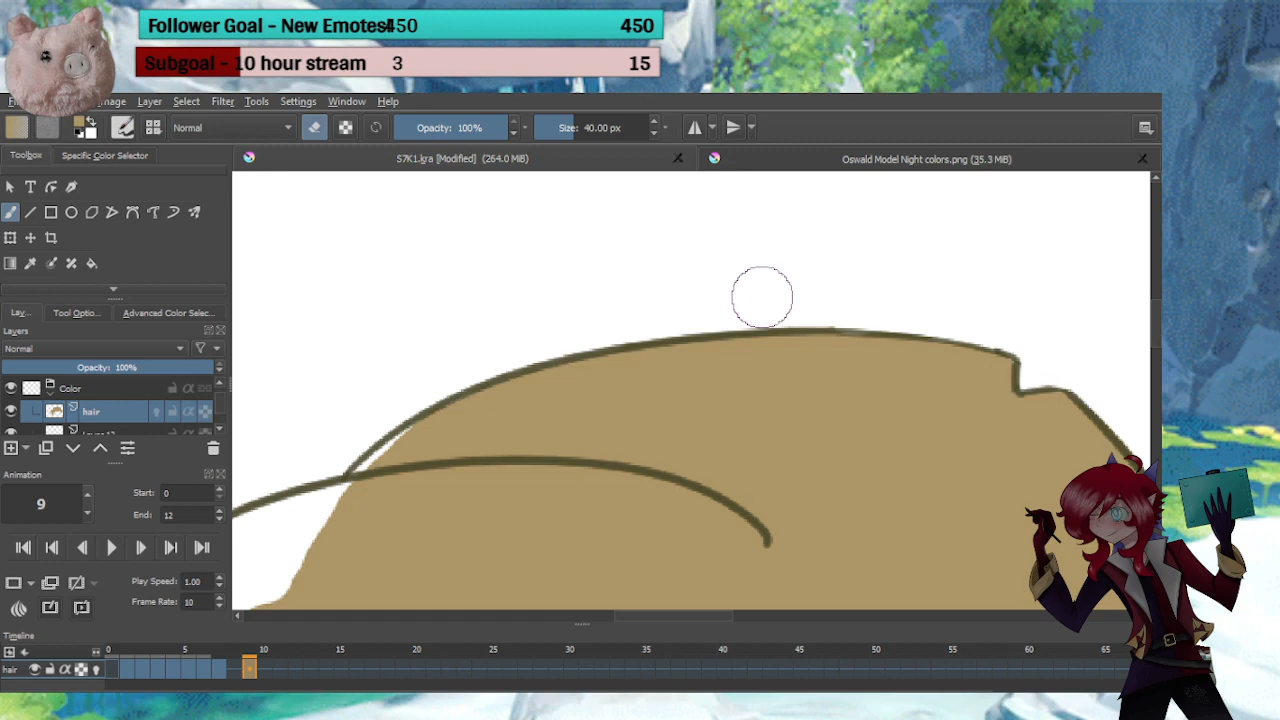 Follower Goal - New Emotes! 450 450
Subgoal - 10 hour stream 3 15
Image Layer Select Filter Tools Settings Window Help
Normal Opacity: 100% Size: 40.00 px
Toolbox Specific Color Selector
S7K1.kra [Modified] (264.0 MiB)
Oswald Model Night colors.png (35.3 MiB)
Lay... Tool Optio... Advanced Color Selec...
Layers
Normal
Opacity: 100%
Color
hair
Animation
9 Start: 0
End: 12
Play Speed: 1.00
Frame Rate: 10
Timeline
0 5 10 15 20 25 30 35 40 45 50 55 60 65
hair